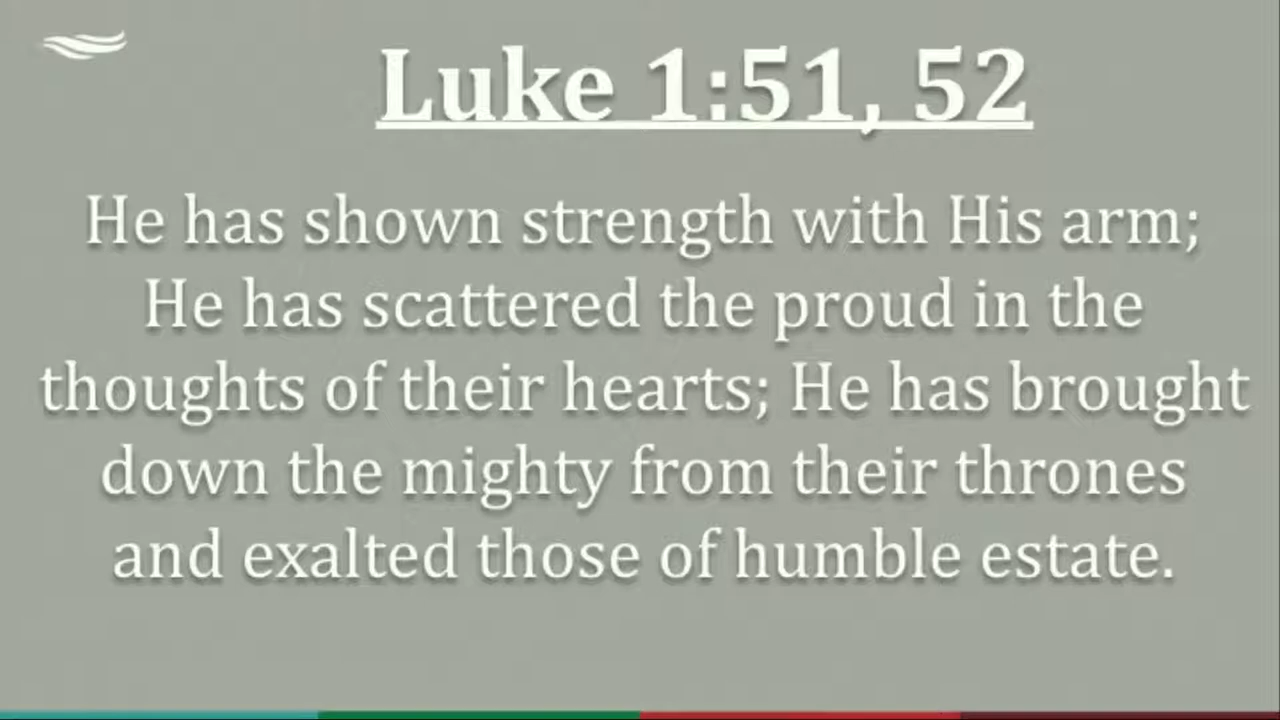 Luke 1:51, 52
He has shown strength with His arm;
He has scattered the proud in the
thoughts of their hearts; He has brought
down the mighty from their thrones
and exalted those of humble estate.